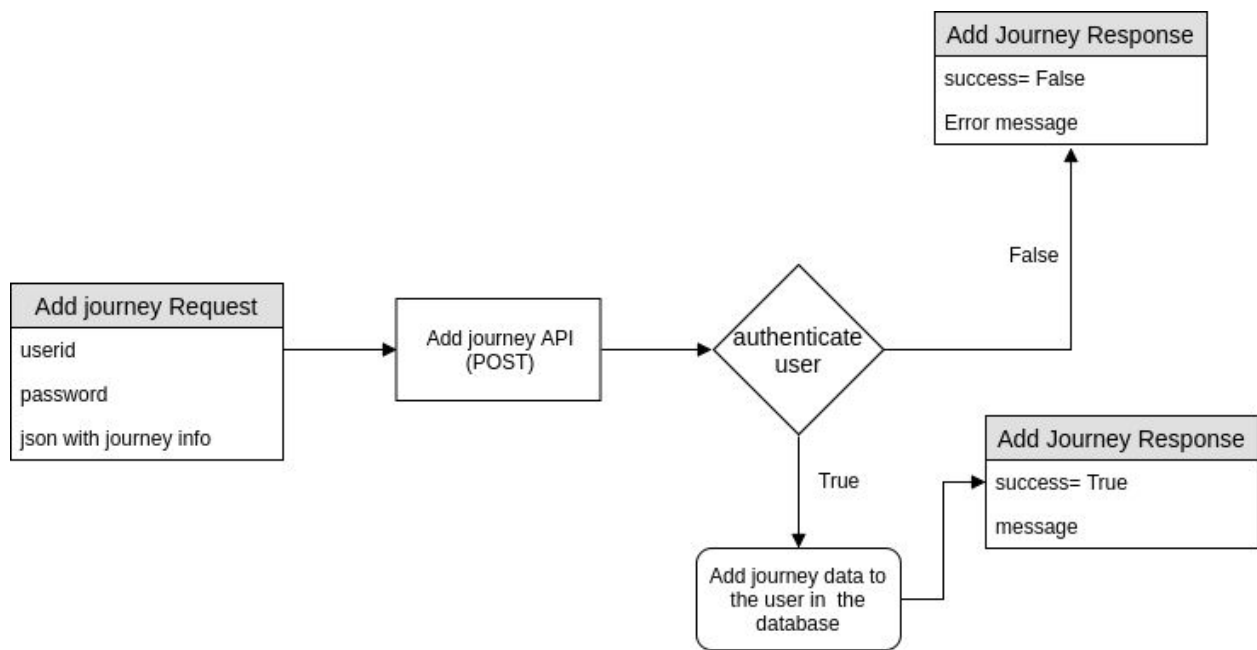 Add Journey Response
success= False
Error message
False
Add journey Request
userid
password
json with journey info
Add journey API
(POST)
authenticate
user
True
Add Journey Response
success= True
message
Add journey data to
the user in  the
database